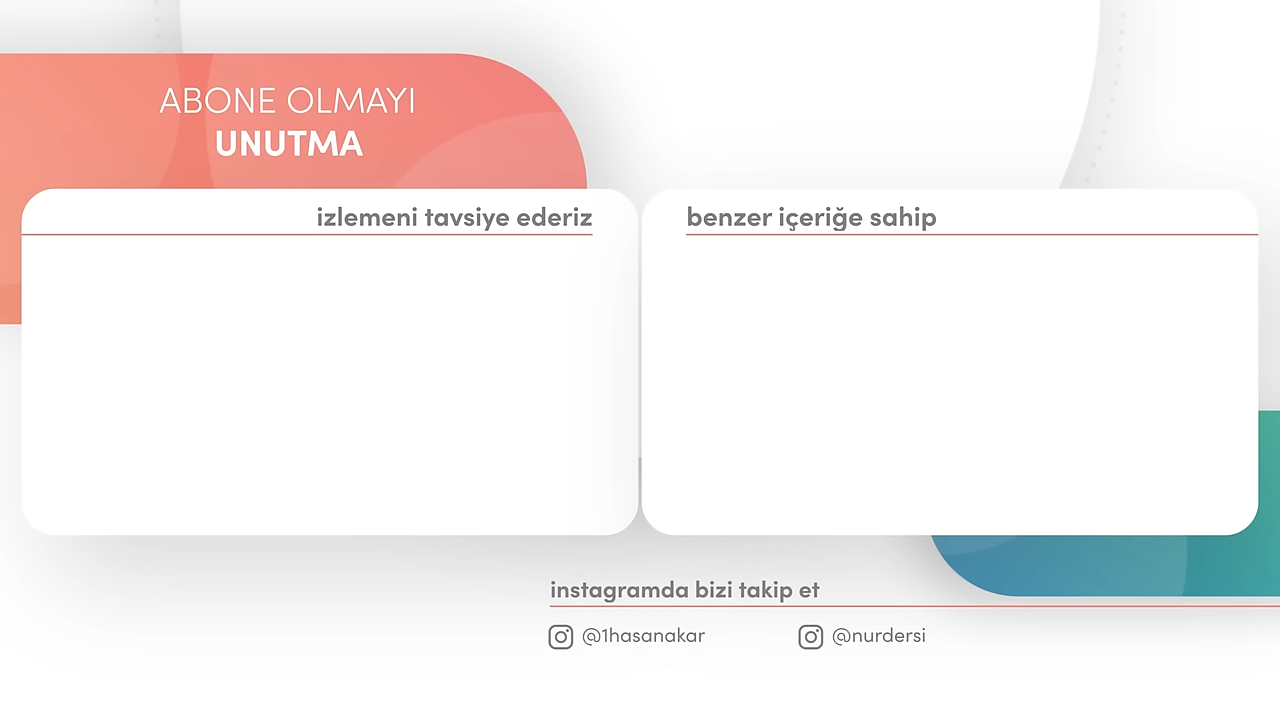 ABONE OLMAYI
UNUTMA
izlemeni tavsiye ederiz
benzer içeriğe sahip
instagramda bizi takip et
@1hasanakar
@nurdersi